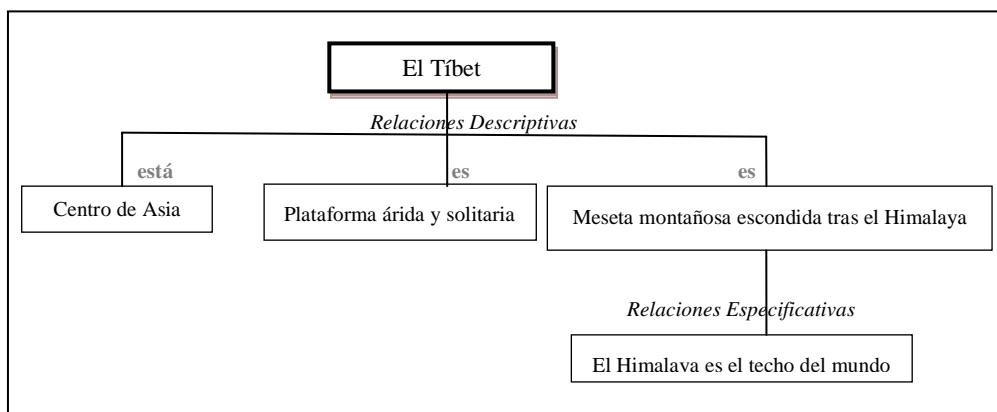 El Tíbet
Relaciones Descriptivas
está
es
es
Centro de Asia
Plataforma árida y solitaria
Meseta montañosa escondida tras el Himalaya
Relaciones Especificativas
El Himalava es el techo del mundo